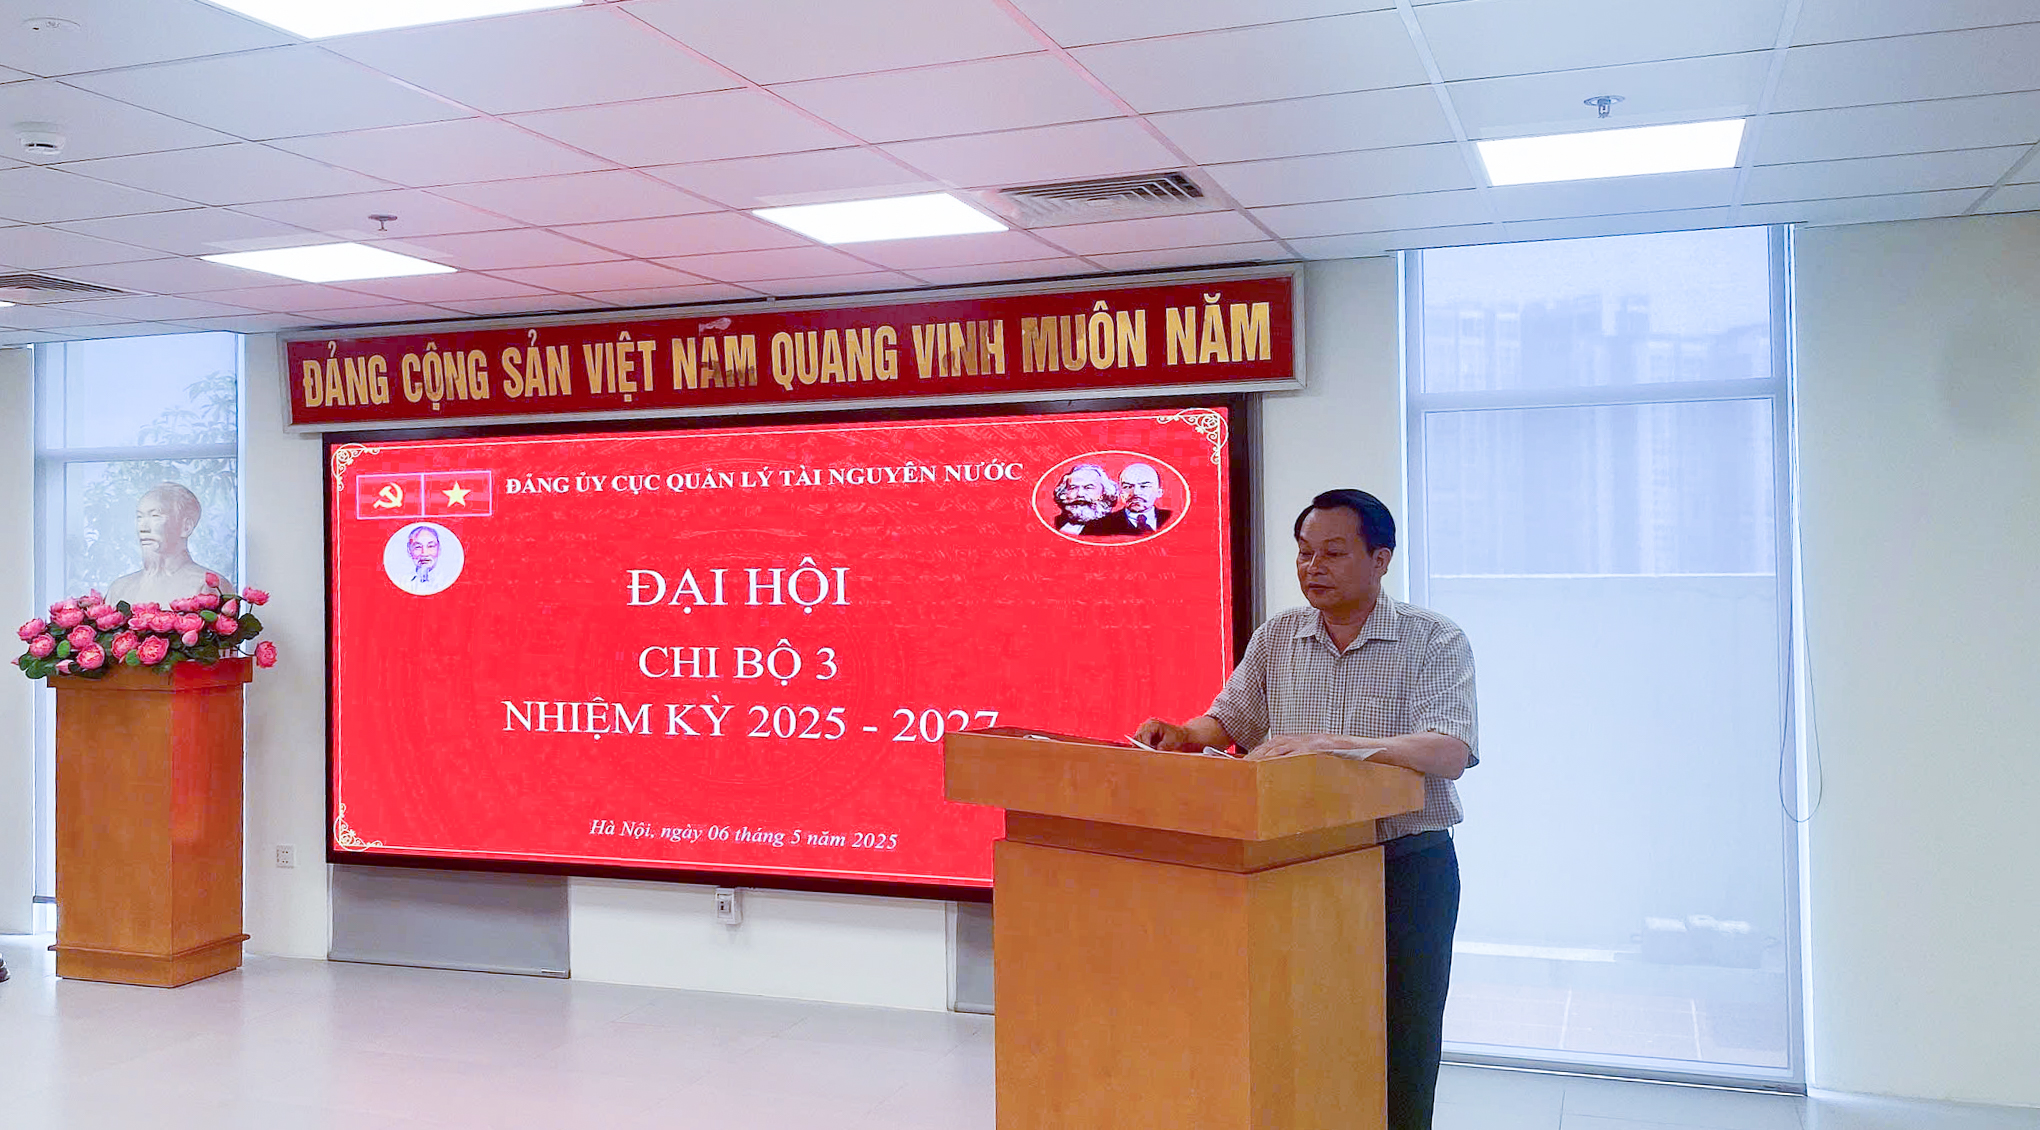 ĐẢNG CỘNG SẢN VIỆT NAM QUANG VINH MUÔN NĂM
ĐẢNG ỦY CỤC QUẢN LÝ TÀI NGUYÊN NƯỚC
ĐẠI HỘI
CHI BỘ 3
NHIỆM KỲ 2025 - 2027
Hà Nội, ngày 06 tháng 5 năm 2025